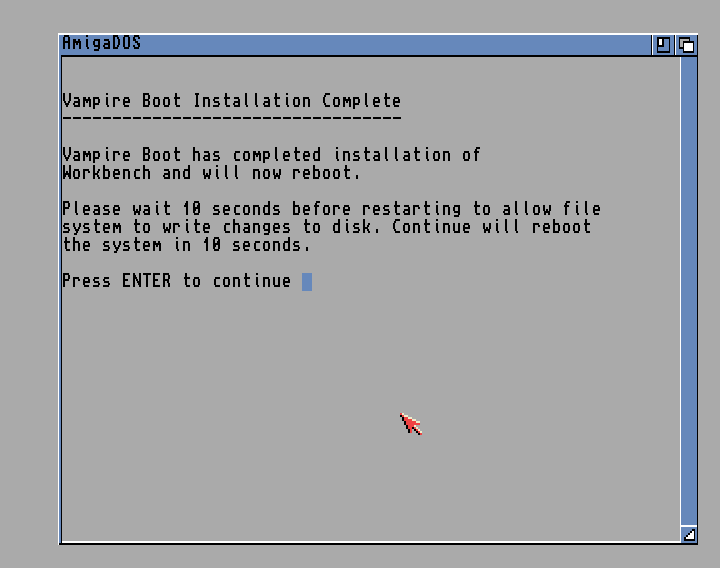 AmigaDOS
Vampire Boot Installation Complete
----------------------------------
Vampire Boot has completed installation of
Workbench and will now reboot.
Please wait 10 seconds before restarting to allow file
system to write changes to disk. Continue will reboot
the system in 10 seconds.
Press ENTER to continue